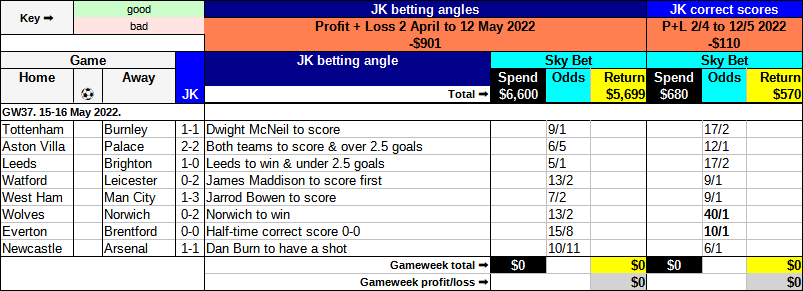 Key ➡ good JK betting angles JK correct scores
bad Profit + Loss 2 April to 12 May 2022 P+L 2/4 to 12/5 2022
-$901 -$110
Game JK betting angle Sky Bet Sky Bet
Home ⚽ Away JK Spend Odds Return Spend Odds Return
Total ➡ $6,600 $5,699 $680 $570
GW37. 15-16 May 2022.
Tottenham Burnley 1-1 Dwight McNeil to score 9/1 17/2
Aston Villa Palace 2-2 Both teams to score & over 2.5 goals 6/5 12/1
Leeds Brighton 1-0 Leeds to win & under 2.5 goals 5/1 17/2
Watford Leicester 0-2 James Maddison to score first 13/2 9/1
West Ham Man City 1-3 Jarrod Bowen to score 7/2 9/1
Wolves Norwich 0-2 Norwich to win 13/2 40/1
Everton Brentford 0-0 Half-time correct score 0-0 15/8 10/1
Newcastle Arsenal 1-1 Dan Burn to have a shot 10/11 6/1
Gameweek total ➡ $0 $0 $0 $0
Gameweek profit/loss ➡ $0 $0